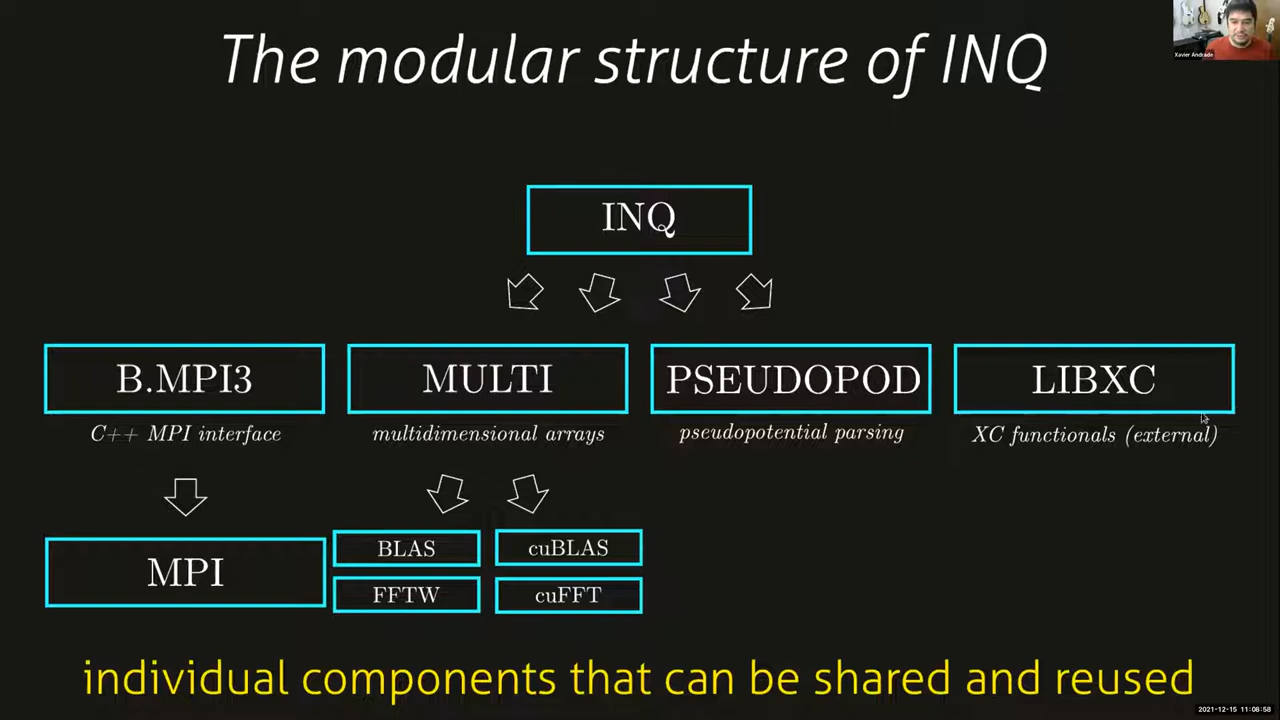 The modular structure of INQ
Xavier Andrade
INQ
B.MPI3
MULTI
PSEUDOPOD
LIBXC
C++ MPI interface
multidimensional arrays
pseudopotential parsing
XC functionals (external)
MPI
BLAS
cuBLAS
FFTW
cuFFT
individual components that can be shared and reused
2021-12-15 11:08:58